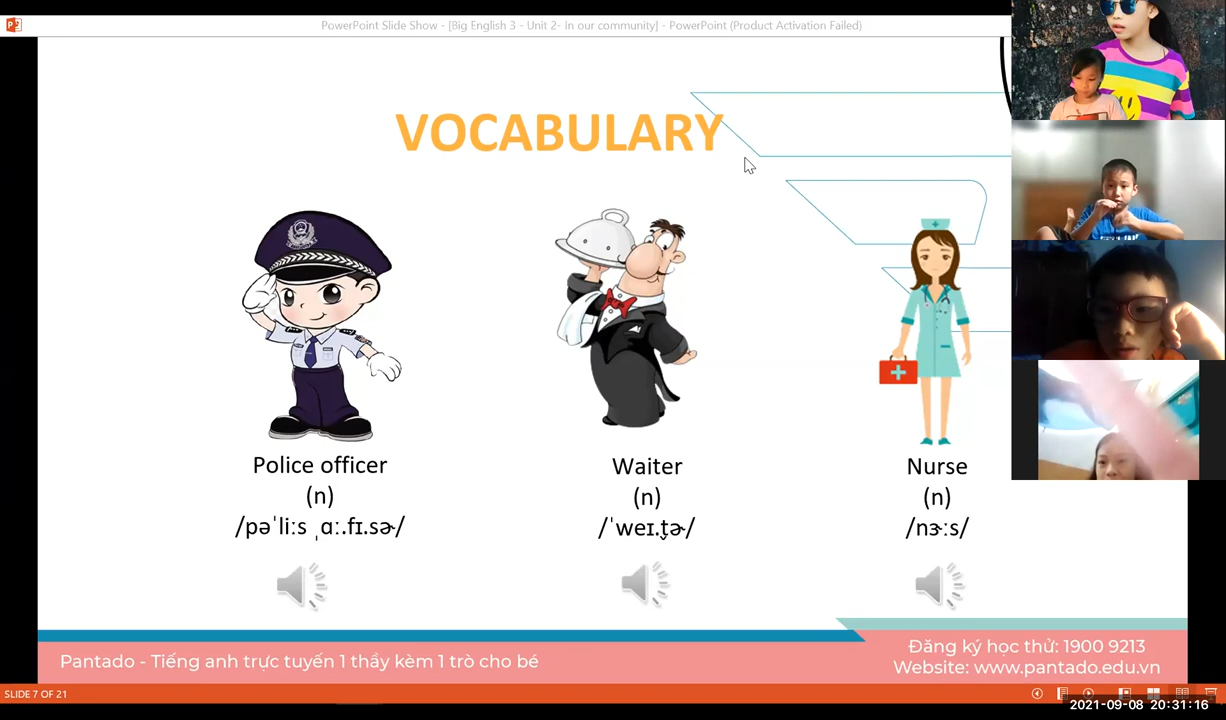 PowerPoint Slide Show - [Big English 3 - Unit 2- In our community] - PowerPoint (Product Activation Failed)
VOCABULARY
Police officer
(n)
/pəˈliːs ˌɑː.fɪ.sɚ/
Waiter
(n)
/ˈweɪ.t̬ɚ/
Nurse
(n)
/nɝːs/
Pantado - Tiếng anh trực tuyến 1 thầy kèm 1 trò cho bé
Đăng ký học thử: 1900 9213
Website: www.pantado.edu.vn
SLIDE 7 OF 21
2021-09-08 20:31:16